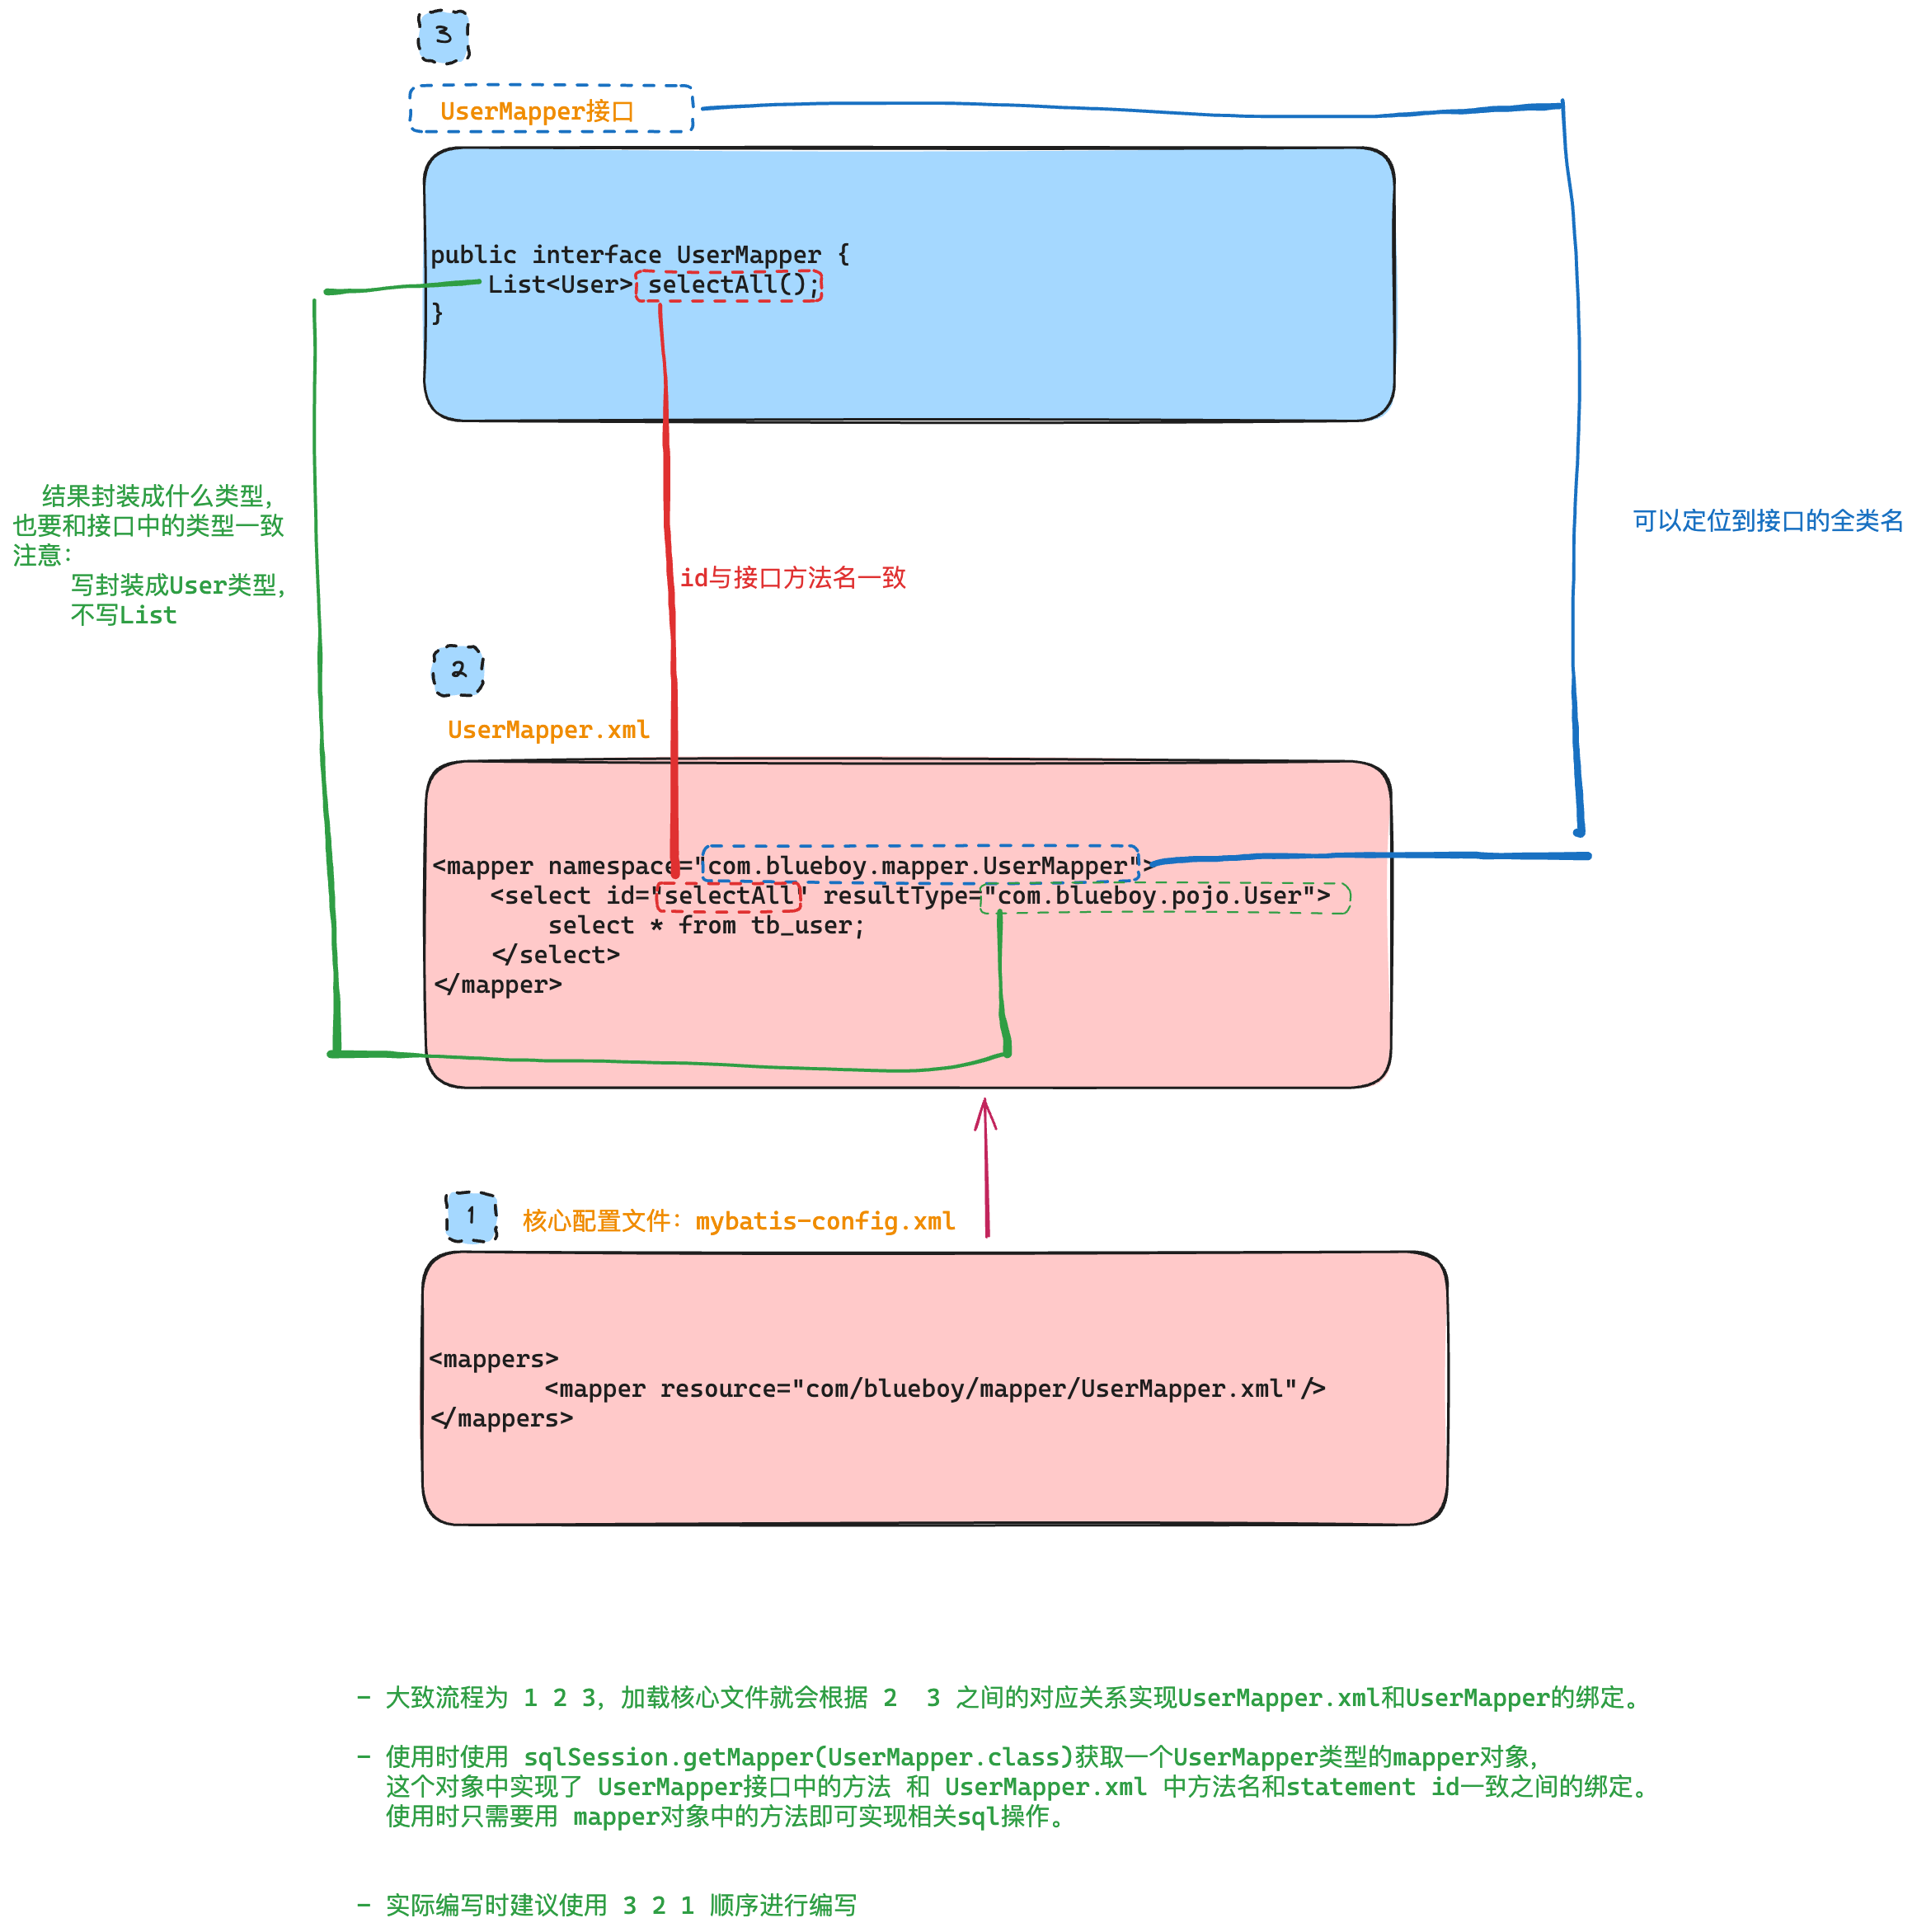 3
UserMapper接口
public interface UserMapper {
List<User> selectAll();
}
结果封装成什么类型，
也要和接口中的类型一致
注意：
写封装成User类型，
不写List
可以定位到接口的全类名
id与接口方法名一致
2
UserMapper.xml
<mapper namespace="com.blueboy.mapper.UserMapper">
<select id="selectAll" resultType="com.blueboy.pojo.User">
select * from tb_user;
</select>
</mapper>
1
核心配置文件：mybatis-config.xml
<mappers>
<mapper resource="com/blueboy/mapper/UserMapper.xml"/>
</mappers>
- 大致流程为 1 2 3，加载核心文件就会根据 2  3 之间的对应关系实现UserMapper.xml和UserMapper的绑定。
- 使用时使用 sqlSession.getMapper(UserMapper.class)获取一个UserMapper类型的mapper对象，
这个对象中实现了 UserMapper接口中的方法 和 UserMapper.xml 中方法名和statement id一致之间的绑定。
使用时只需要用 mapper对象中的方法即可实现相关sql操作。
- 实际编写时建议使用 3 2 1 顺序进行编写